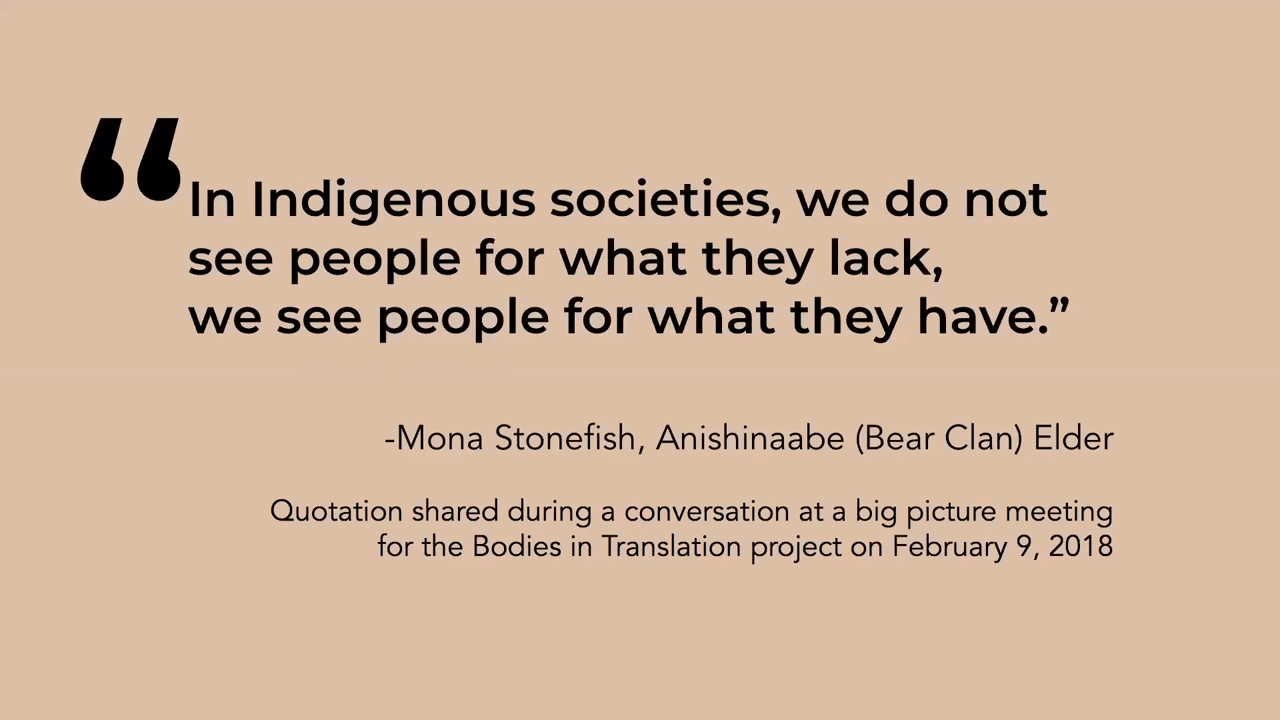 “In Indigenous societies, we do not
see people for what they lack,
we see people for what they have.”
-Mona Stonefish, Anishinaabe (Bear Clan) Elder
Quotation shared during a conversation at a big picture meeting
for the Bodies in Translation project on February 9, 2018